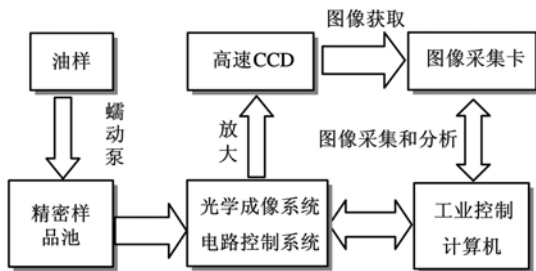 图像获取
油样
高速CCD
图像采集卡
蠕动泵
放大
图像采集和分析
精密样
品池
光学成像系统
电路控制系统
工业控制
计算机